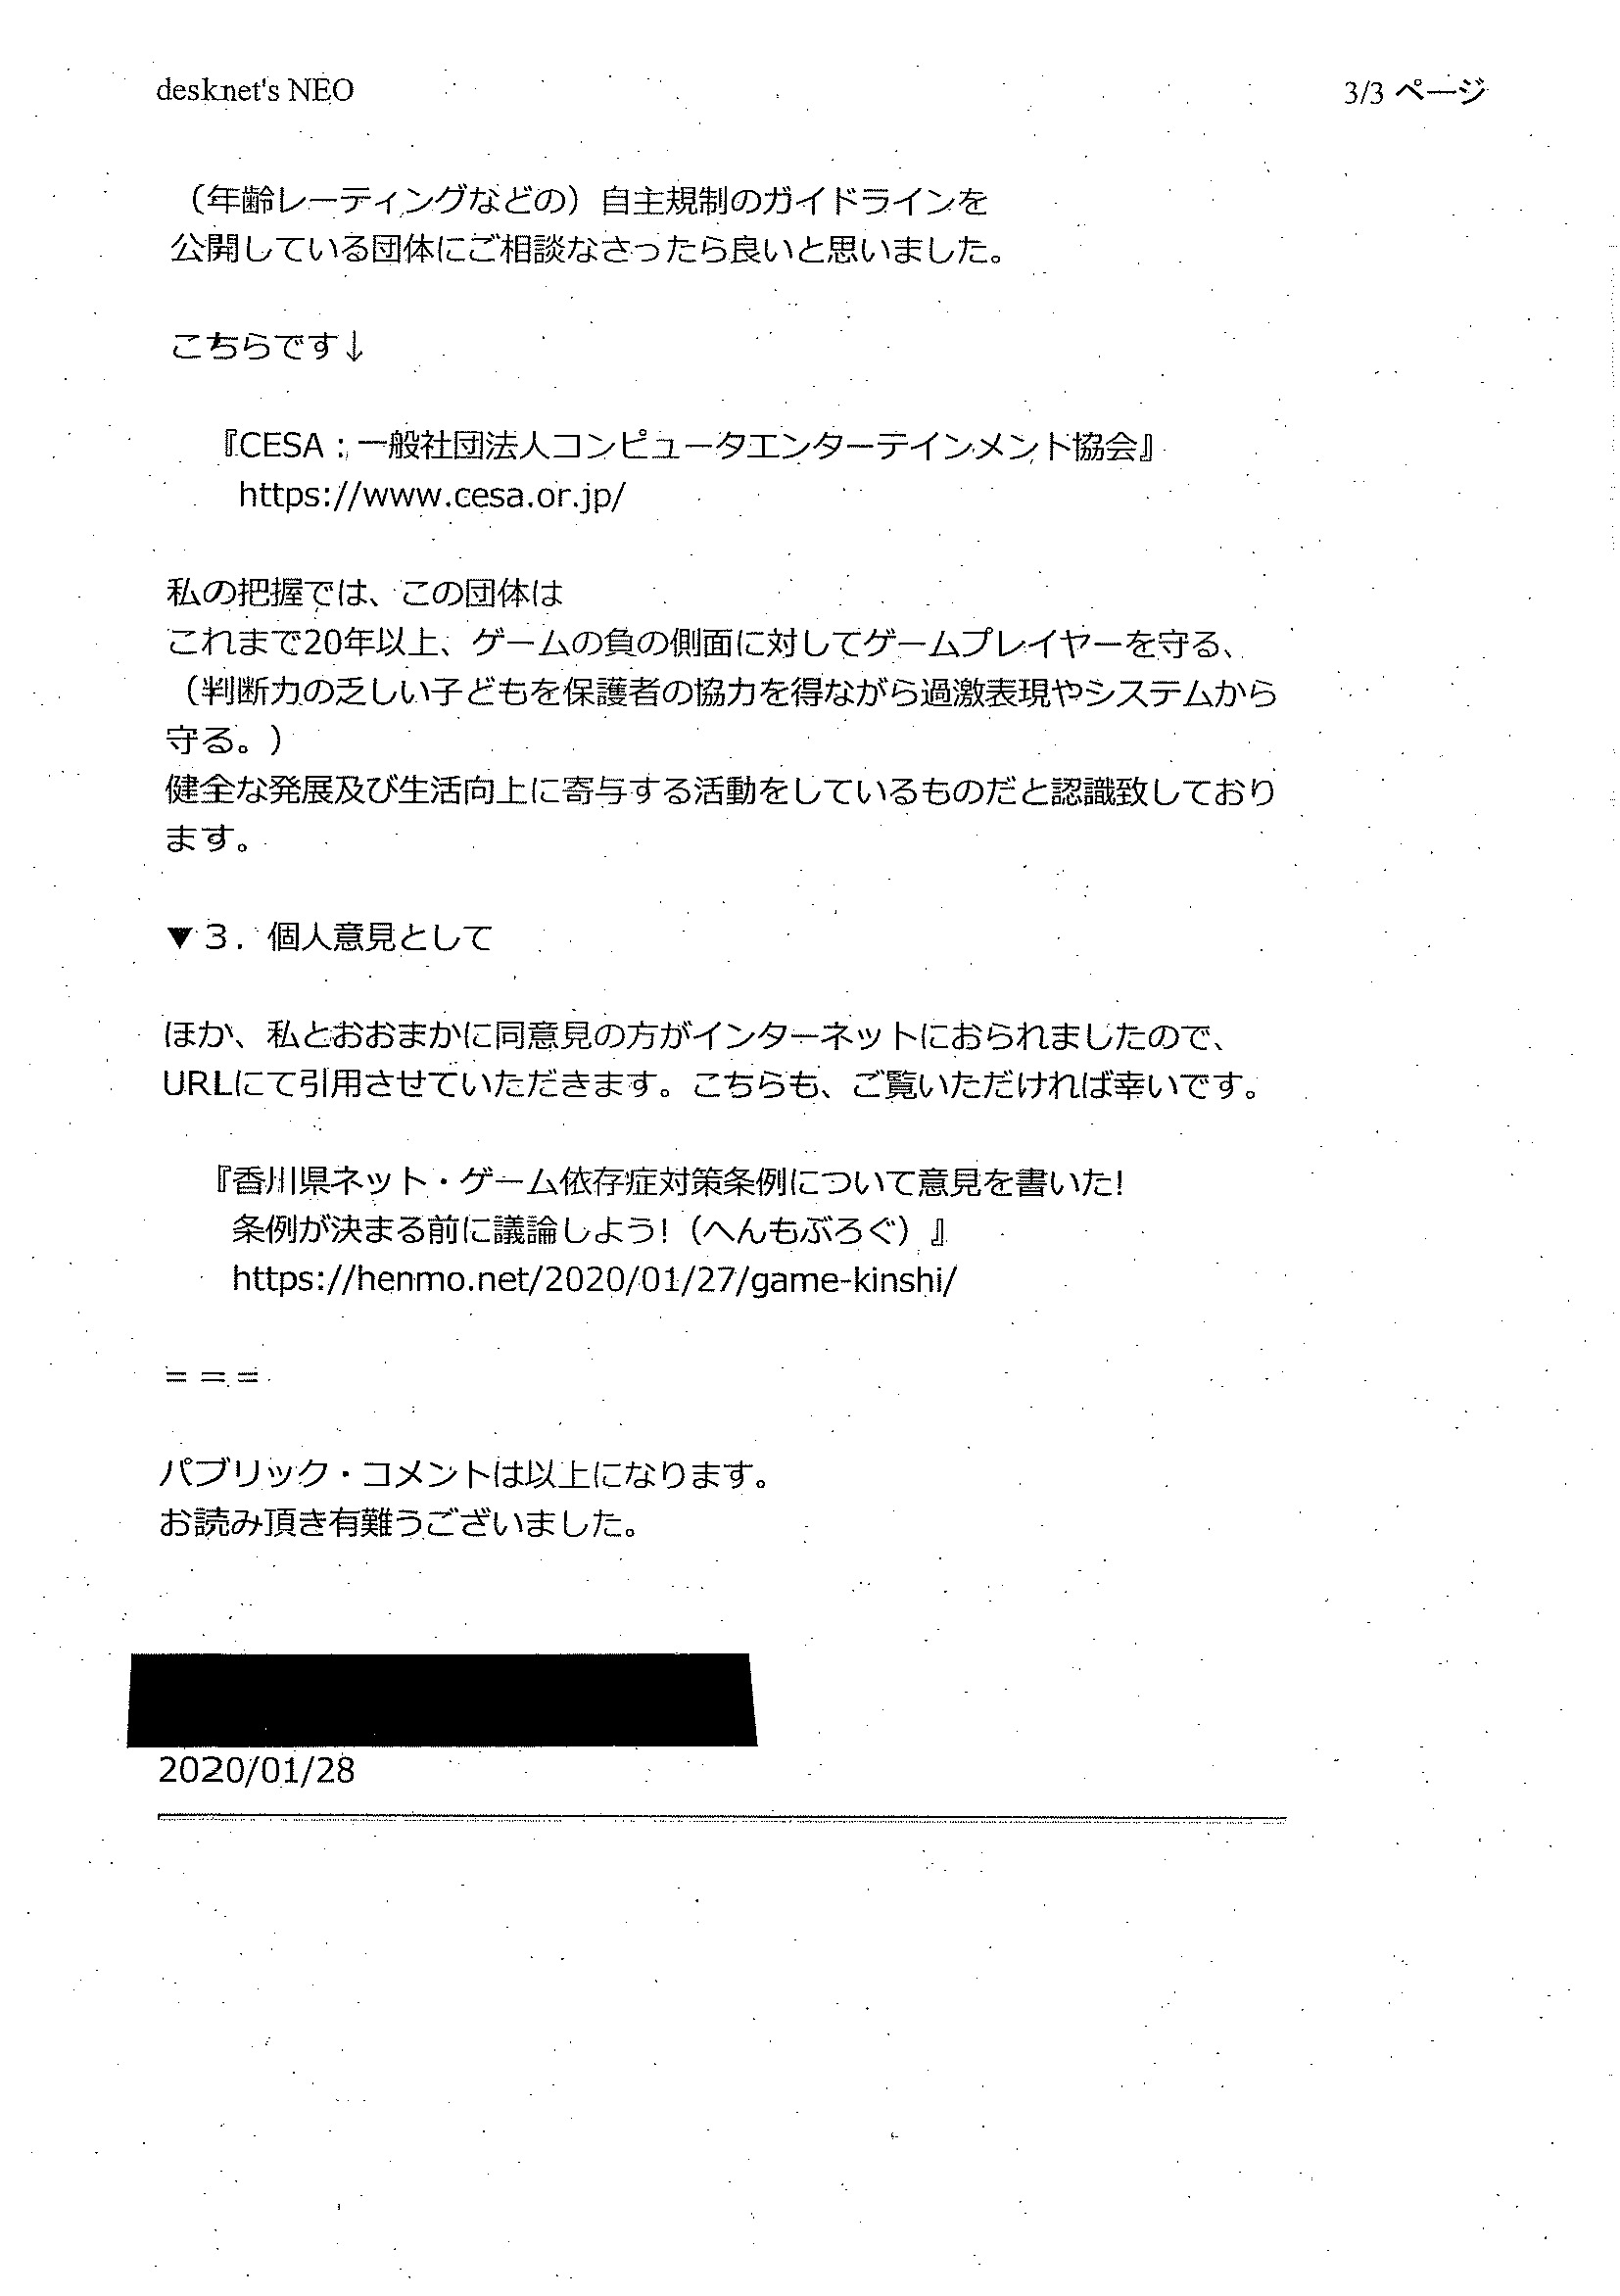 desknet's NEO
3/3 ページ
（年齢レーティングなどの）自主規制のガイドラインを
公開している団体にご相談なさったら良いと思いました。
こちらです↓
『CESA：一般社団法人コンピュータエンターテインメント協会』
https://www.cesa.or.jp/
私の把握では、この団体は
これまで20年以上、ゲームの負の側面に対してゲームプレイヤーを守る、
（判断力の乏しい子どもを保護者の協力を得ながら過激表現やシステムから
守る。）
健全な発展及び生活向上に寄与する活動をしているものだと認識致しており
ます。
▼３．個人意見として
ほか、私とおおまかに同意見の方がインターネットにおられましたので、
URLにて引用させていただきます。こちらも、ご覧いただければ幸いです。
『香川県ネット・ゲーム依存症対策条例について意見を書いた!
条例が決まる前に議論しよう!（へんもぶろぐ）』
https://henmo.net/2020/01/27/game-kinshi/
＝＝＝
パブリック・コメントは以上になります。
お読み頂き有難うございました。
2020/01/28